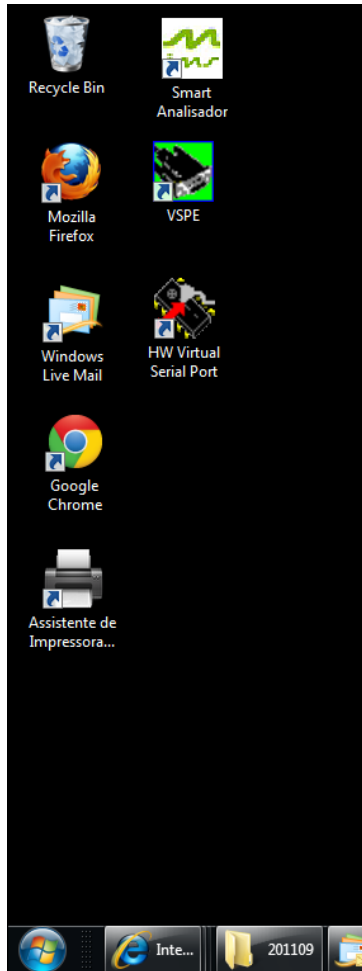 Recycle Bin
Smart
Analisador
Mozilla
Firefox
VSPE
Windows
Live Mail
HW Virtual
Serial Port
Google
Chrome
Assistente de
Impressora...
Inte...
201109